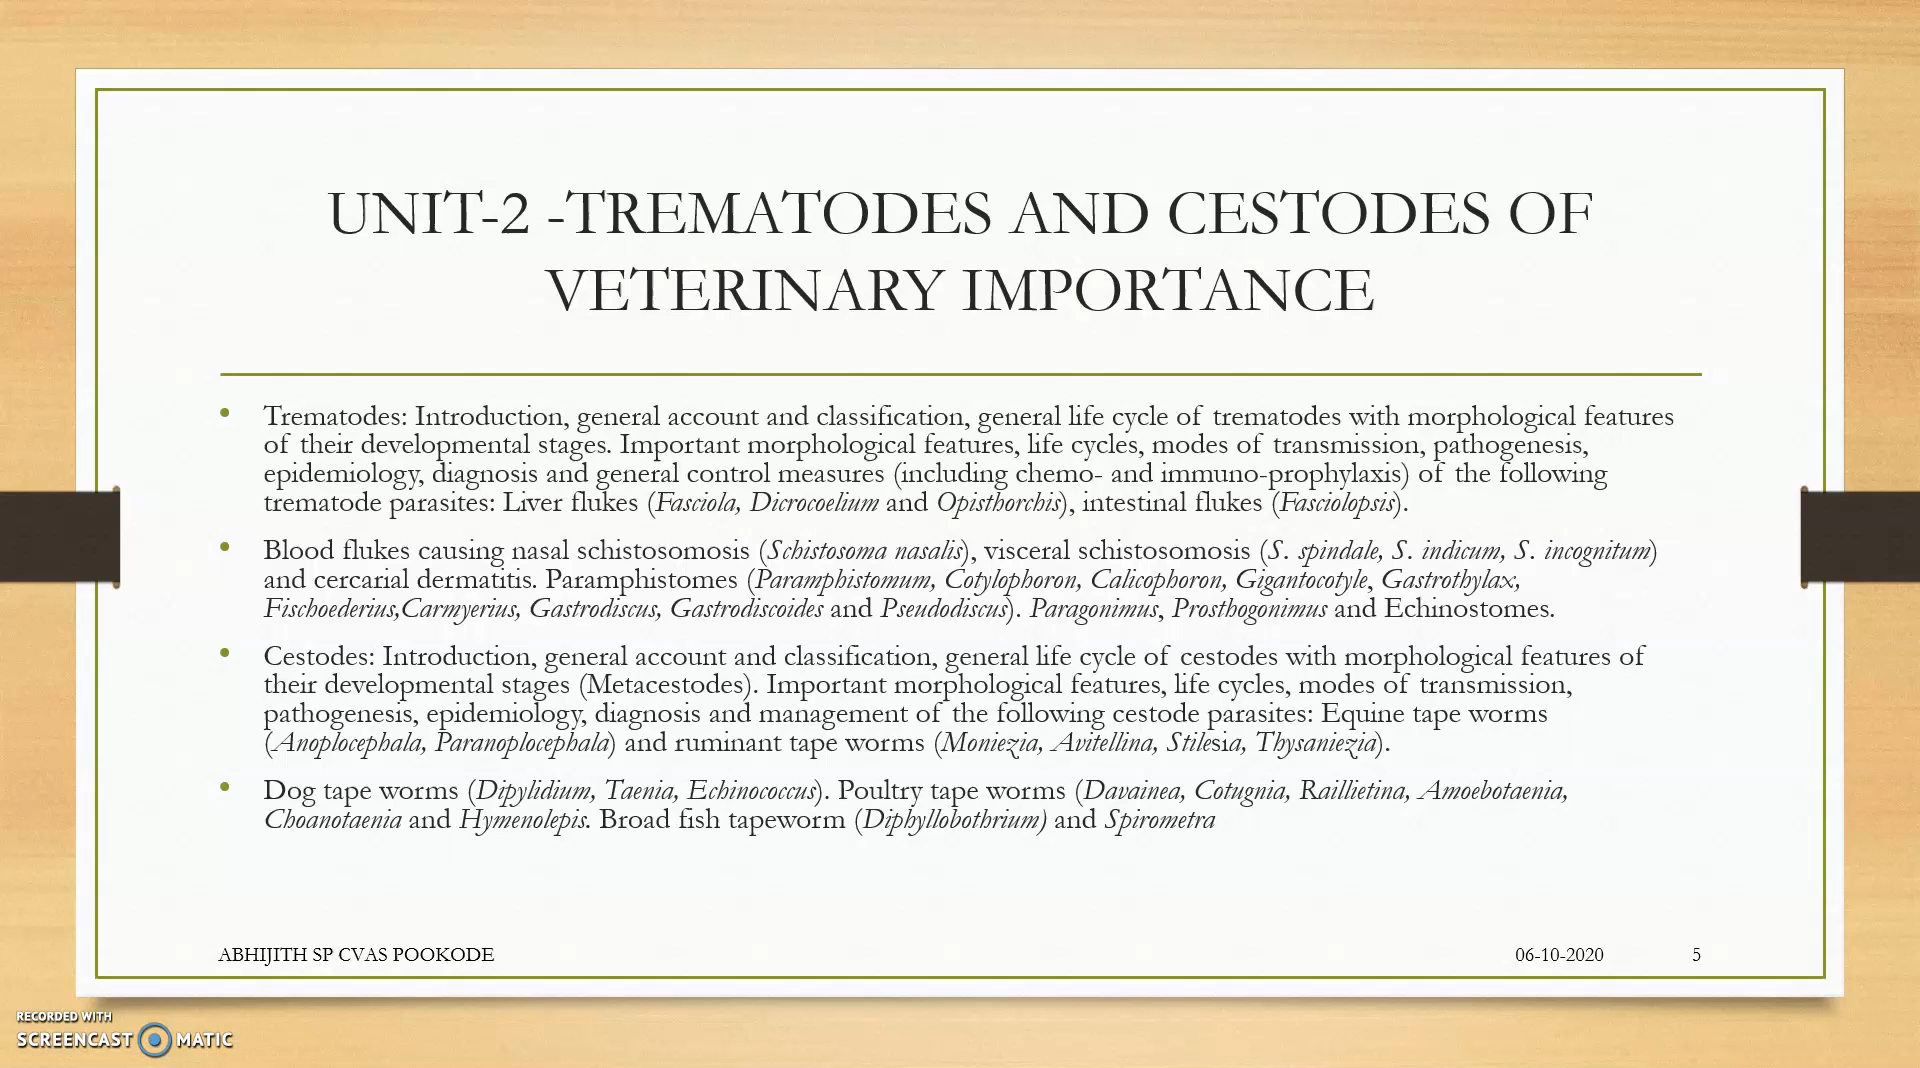 UNIT-2 -TREMATODES AND CESTODES OF
VETERINARY IMPORTANCE
• Trematodes: Introduction, general account and classification, general life cycle of trematodes with morphological features
of their developmental stages. Important morphological features, life cycles, modes of transmission, pathogenesis,
epidemiology, diagnosis and general control measures (including chemo- and immuno-prophylaxis) of the following
trematode parasites: Liver flukes (Fasciola, Dicrocoelium and Opisthorchis), intestinal flukes (Fasciolopsis).
• Blood flukes causing nasal schistosomosis (Schistosoma nasalis), visceral schistosomosis (S. spindale, S. indicum, S. incognitum)
and cercarial dermatitis. Paramphistomes (Paramphistomum, Cotylophoron, Calicophoron, Gigantocotyle, Gastrothylax,
Fischoederius,Carmyerius, Gastrodiscus, Gastrodiscoides and Pseudodiscus). Paragonimus, Prosthogonimus and Echinostomes.
• Cestodes: Introduction, general account and classification, general life cycle of cestodes with morphological features of
their developmental stages (Metacestodes). Important morphological features, life cycles, modes of transmission,
pathogenesis, epidemiology, diagnosis and management of the following cestode parasites: Equine tape worms
(Anoplocephala, Paranoplocephala) and ruminant tape worms (Moniezia, Avitellina, Stilesia, Thysaniezia).
• Dog tape worms (Dipylidium, Taenia, Echinococcus). Poultry tape worms (Davainea, Cotugnia, Raillietina, Amoebotaenia,
Choanotaenia and Hymenolepis. Broad fish tapeworm (Diphyllobothrium) and Spirometra
ABHIJITH SP CVAS POOKODE 06-10-2020 5
RECORDED WITH
SCREENCAST MATIC